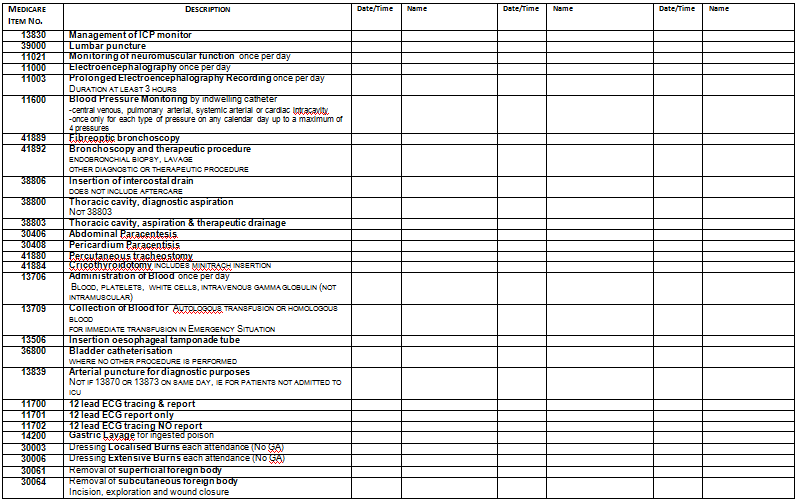 MEDICARE ITEM NO. DESCRIPTION Date/Time Name Date/Time Name Date/Time Name
13830 Management of ICP monitor
39000 Lumbar puncture
11021 Monitoring of neuromuscular function once per day
11000 Electroencephalography once per day
11003 Prolonged Electroencephalography Recording once per day
DURATION AT LEAST 3 HOURS
11600 Blood Pressure Monitoring by indwelling catheter
-central venous, pulmonary arterial, systemic arterial or cardiac intracavity
-once only for each type of pressure on any calendar day up to a maximum of
4 pressures
41889 Fibreoptic bronchoscopy
41892 Bronchoscopy and therapeutic procedure
ENDOBRONCHIAL BIOPSY, LAVAGE
OTHER DIAGNOSTIC OR THERAPEUTIC PROCEDURE
38806 Insertion of intercostal drain
DOES NOT INCLUDE AFTERCARE
38800 Thoracic cavity, diagnostic aspiration
NOT 38803
38803 Thoracic cavity, aspiration & therapeutic drainage
30406 Abdominal Paracentesis
30408 Pericardium Paracentisis
41880 Percutaneous tracheostomy
41884 Cricothyroidotomy INCLUDES MINITRACH INSERTION
13706 Administration of Blood once per day
BLOOD, PLATELETS, WHITE CELLS, INTRAVENOUS GAMMAGLOBULIN (NOT
INTRAMUSCULAR)
13709 Collection of Blood for AUTOLOGOUS TRANSFUSION OR HOMOLOGOUS
BLOOD
FOR IMMEDIATE TRANSFUSION IN EMERGENCY SITUATION
13506 Insertion oesophageal tamponade tube
36800 Bladder catheterisation
WHERE NO OTHER PROCEDURE IS PERFORMED
13839 Arterial puncture for diagnostic purposes
NOT IF 13870 OR 13873 ON SAME DAY, IE FOR PATIENTS NOT ADMITTED TO
ICU
11700 12 lead ECG tracing & report
11701 12 lead ECG report only
11702 12 lead ECG tracing NO report
14200 Gastric Lavage for ingested poison
30003 Dressing Localised Burns each attendance (No GA)
30006 Dressing Extensive Burns each attendance (No GA)
30061 Removal of superficial foreign body
30064 Removal of subcutaneous foreign body
Incision, exploration and wound closure